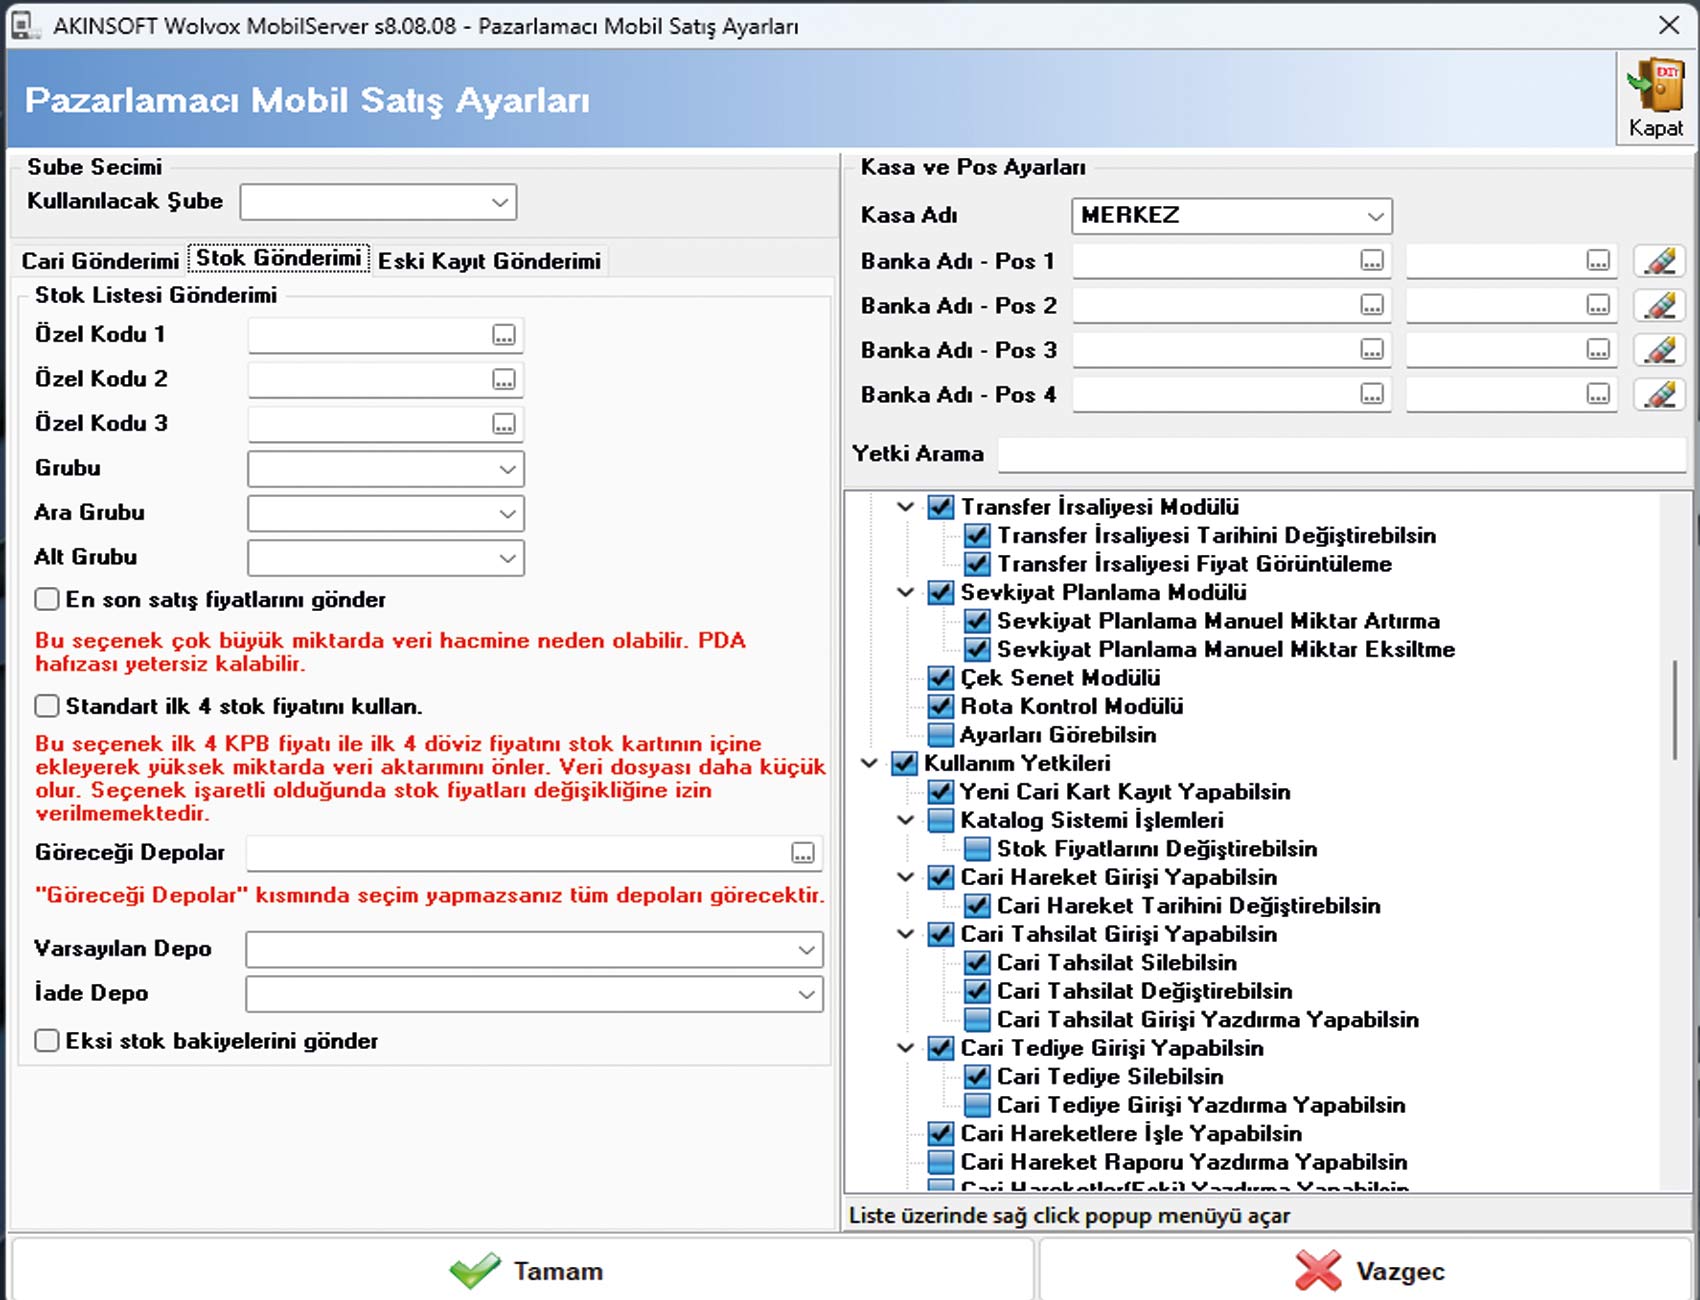 AKINSOFT Wolvox MobilServer s8.08.08 - Pazarlamacı Mobil Satış Ayarları
Pazarlamacı Mobil Satış Ayarları
EXIT
Kapat
Sube Secimi
Kullanılacak Şube
Cari Gönderimi
Stok Gönderimi
Eski Kayıt Gönderimi
Stok Listesi Gönderimi
Özel Kodu 1
Özel Kodu 2
Özel Kodu 3
Grubu
Ara Grubu
Alt Grubu
En son satış fiyatlarını gönder
Bu seçenek çok büyük miktarda veri hacmine neden olabilir. PDA
hafızası yetersiz kalabilir.
Standart ilk 4 stok fiyatını kullan.
Bu seçenek ilk 4 KPB fiyatı ile ilk 4 döviz fiyatını stok kartının içine
ekleyerek yüksek miktarda veri aktarımını önler. Veri dosyası daha küçük
olur. Seçenek işaretli olduğunda stok fiyatları değişikliğine izin
verilmemektedir.
Göreceği Depolar
"Göreceği Depolar" kısmında seçim yapmazsanız tüm depoları görecektir.
Varsayılan Depo
İade Depo
Eksi stok bakiyelerini gönder
Kasa ve Pos Ayarları
Kasa Adı MERKEZ
Banka Adı - Pos 1
Banka Adı - Pos 2
Banka Adı - Pos 3
Banka Adı - Pos 4
Yetki Arama
Transfer İrsaliyesi Modülü
Transfer İrsaliyesi Tarihini Değiştirebilsin
Transfer İrsaliyesi Fiyat Görüntüleme
Sevkiyat Planlama Modülü
Sevkiyat Planlama Manuel Miktar Artırma
Sevkiyat Planlama Manuel Miktar Eksiltme
Çek Senet Modülü
Rota Kontrol Modülü
Ayarları Görebilsin
Kullanım Yetkileri
Yeni Cari Kart Kayıt Yapabilsin
Katalog Sistemi İşlemleri
Stok Fiyatlarını Değiştirebilsin
Cari Hareket Girişi Yapabilsin
Cari Hareket Tarihini Değiştirebilsin
Cari Tahsilat Girişi Yapabilsin
Cari Tahsilat Silebilsin
Cari Tahsilat Değiştirebilsin
Cari Tahsilat Girişi Yazdırma Yapabilsin
Cari Tediye Girişi Yapabilsin
Cari Tediye Silebilsin
Cari Tediye Girişi Yazdırma Yapabilsin
Cari Hareketlere İşle Yapabilsin
Cari Hareket Raporu Yazdırma Yapabilsin
Cari Hareketler(Eski) Yazdırma Yapabilsin
Liste üzerinde sağ click popup menüyü açar
Tamam
Vazgec